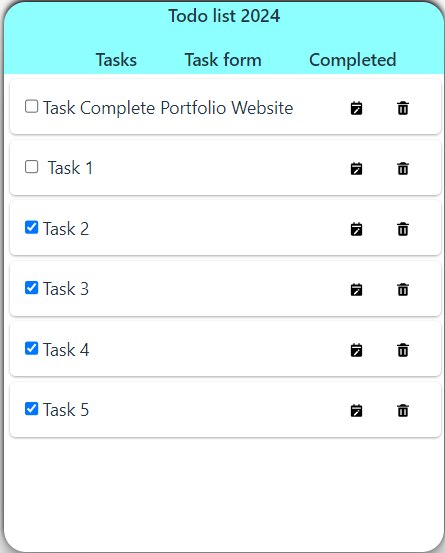 Todo list 2024
Tasks Task form Completed
Task Complete Portfolio Website
Task 1
Task 2
Task 3
Task 4
Task 5